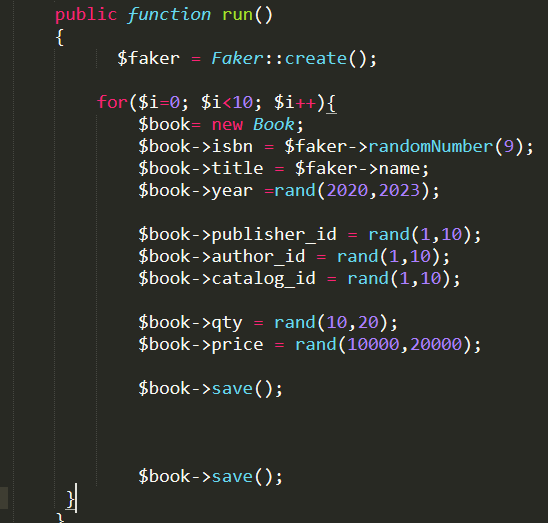 public function run()
{
$faker = Faker::create();
for($i=0; $i<10; $i++){
$book= new Book;
$book->isbn = $faker->randomNumber(9);
$book->title = $faker->name;
$book->year =rand(2020,2023);
$book->publisher_id = rand(1,10);
$book->author_id = rand(1,10);
$book->catalog_id = rand(1,10);
$book->qty = rand(10,20);
$book->price = rand(10000,20000);
$book->save();
$book->save();
}
}